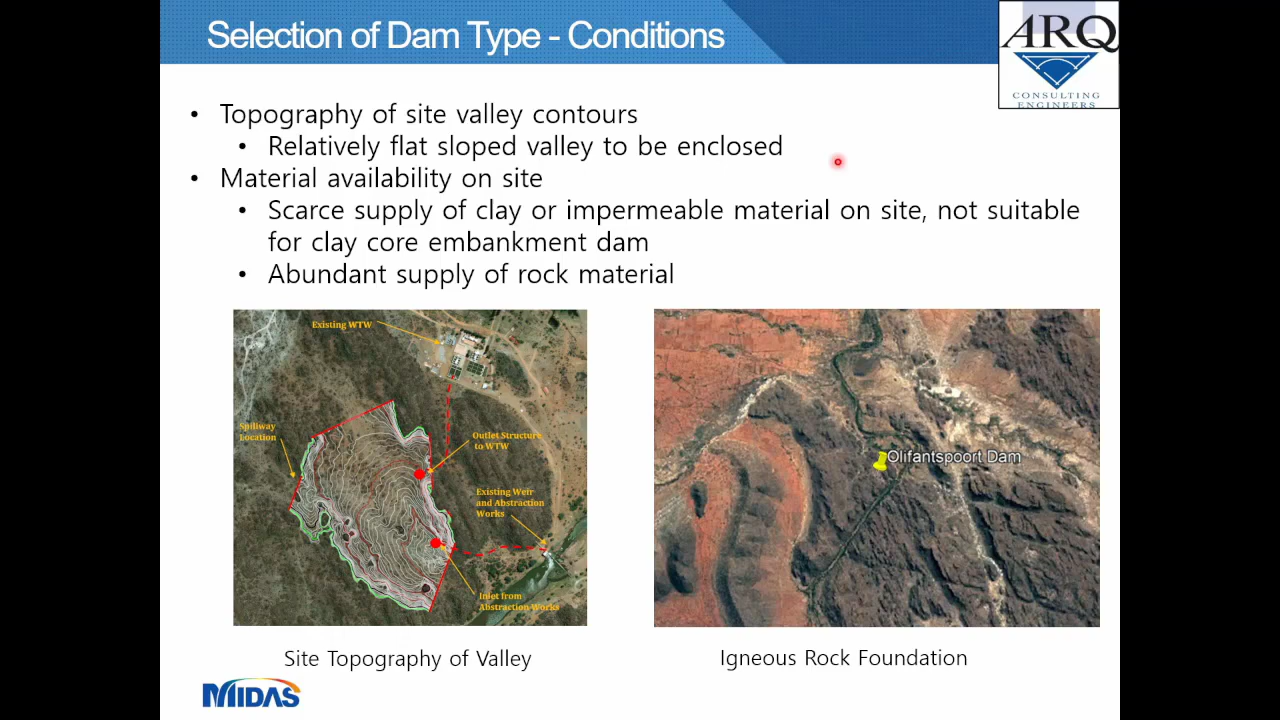 Selection of Dam Type - Conditions
ARQ
CONSULTING
ENGINEERS
• Topography of site valley contours
• Relatively flat sloped valley to be enclosed
• Material availability on site
• Scarce supply of clay or impermeable material on site, not suitable
for clay core embankment dam
• Abundant supply of rock material
Existing WTW
Spillway
Location
Outlet Structure
to WTW
Existing Weir
and Abstraction
Works
Inlet from
Abstraction Works
Olifantspoort Dam
Site Topography of Valley
Igneous Rock Foundation
MIDAS